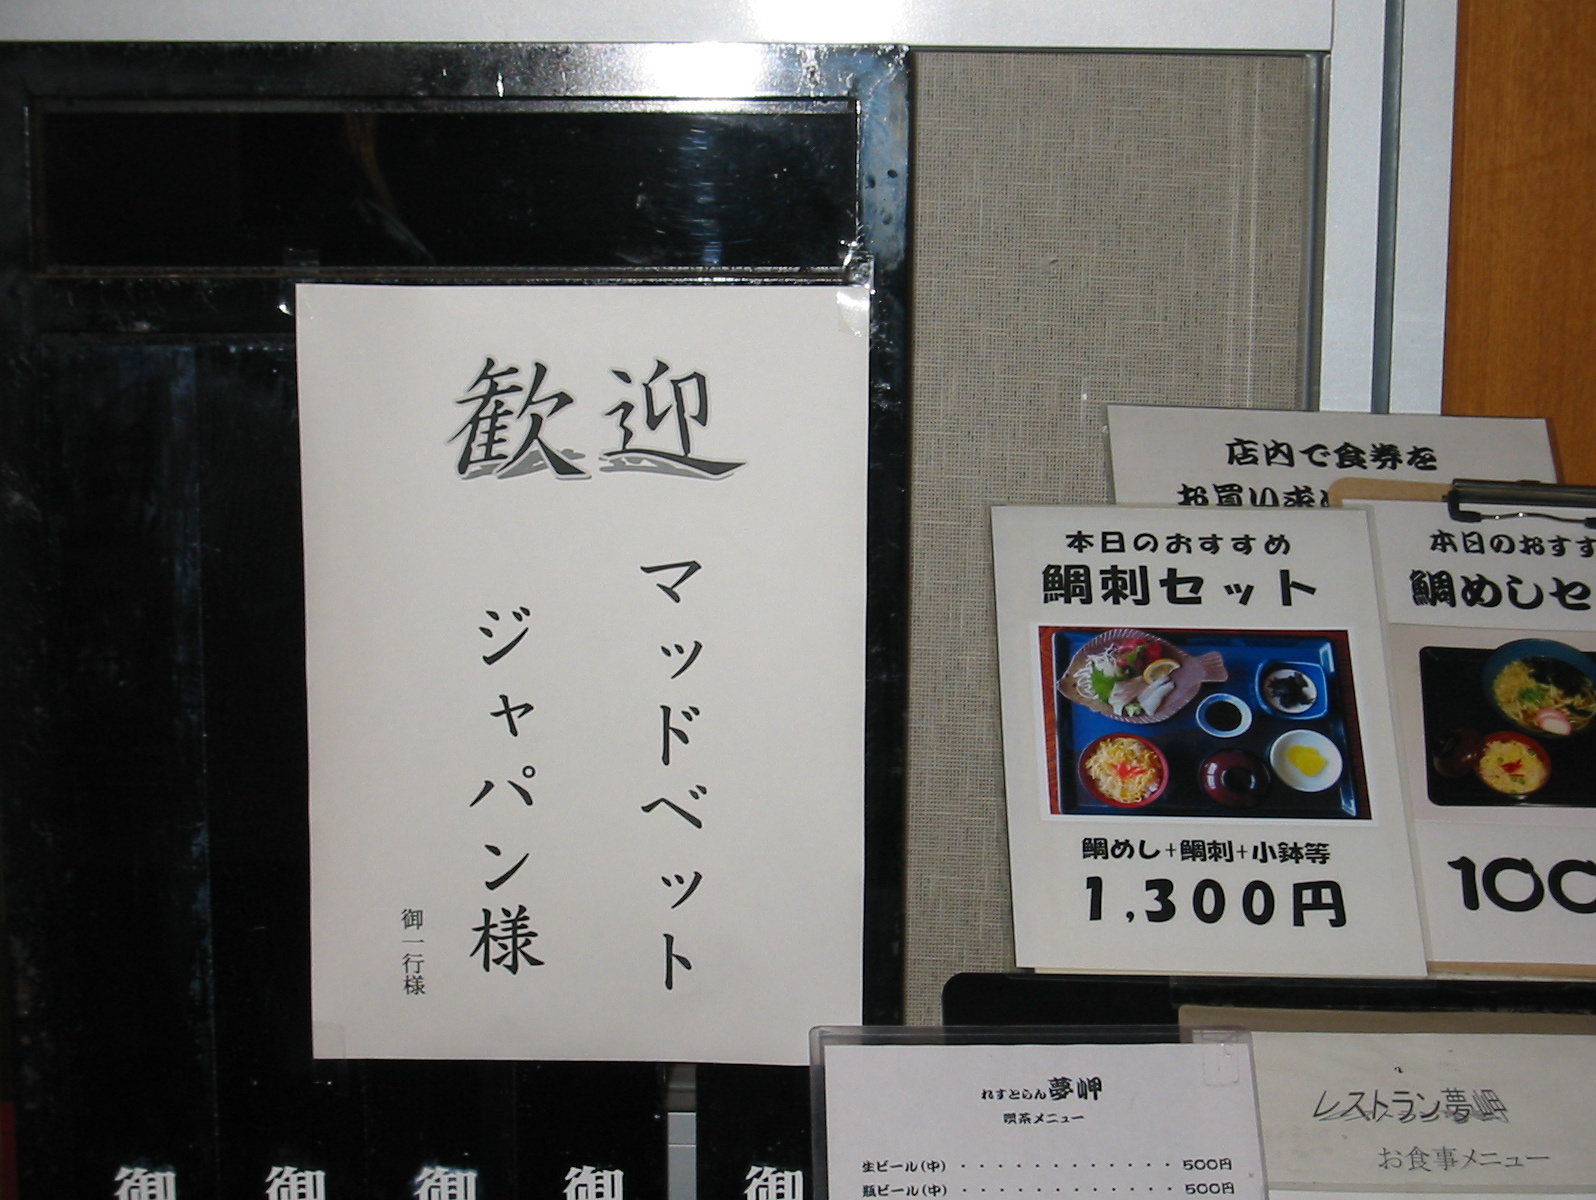 歓迎
マッドベット
ジャパン様
御一行様
店内で食券を
お買い求
本日のおすすめ
鯛刺セット
鯛めし+鯛刺+小鉢等
1,300円
本日のおすす
鯛めしセ
100
れすとらん夢岬
喫茶メニュー
生ビール(中)・・・・・・・・・・・・500円
瓶ビール(中)・・・・・・・・・・・・500円
レストラン夢岬
お食事メニュー
御 御 御 御 御